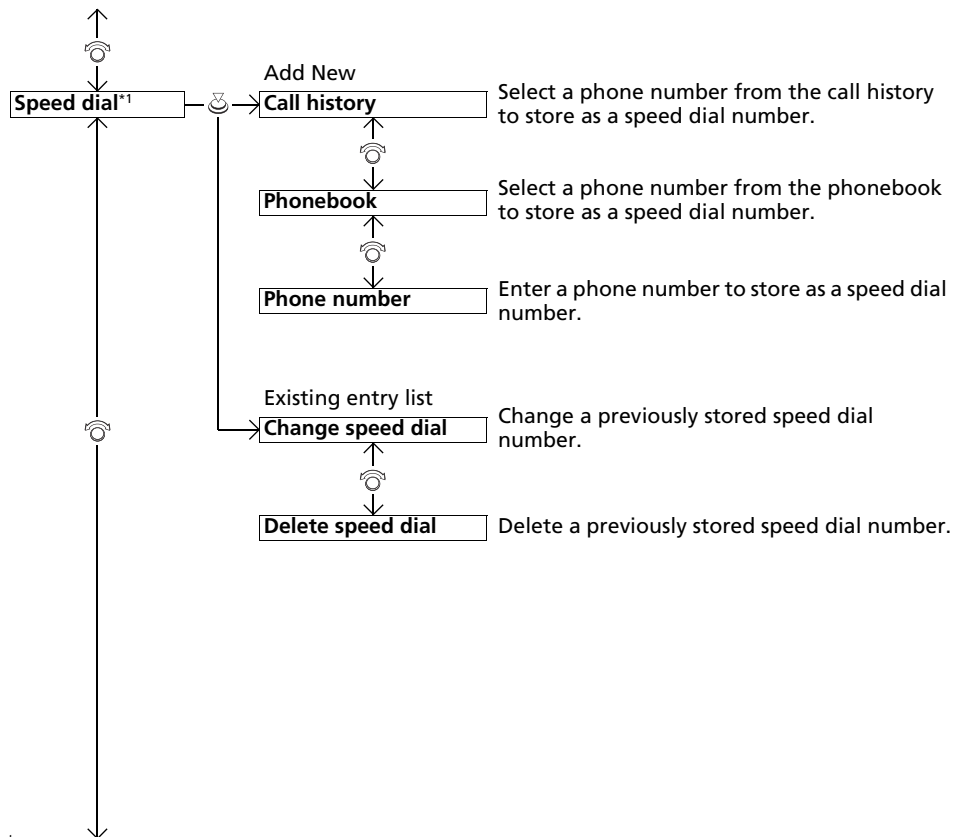 Add New
Speed dial*1
Call history
Select a phone number from the call history
to store as a speed dial number.
Phonebook
Select a phone number from the phonebook
to store as a speed dial number.
Phone number
Enter a phone number to store as a speed dial
number.
Existing entry list
Change speed dial
Change a previously stored speed dial
number.
Delete speed dial
Delete a previously stored speed dial number.